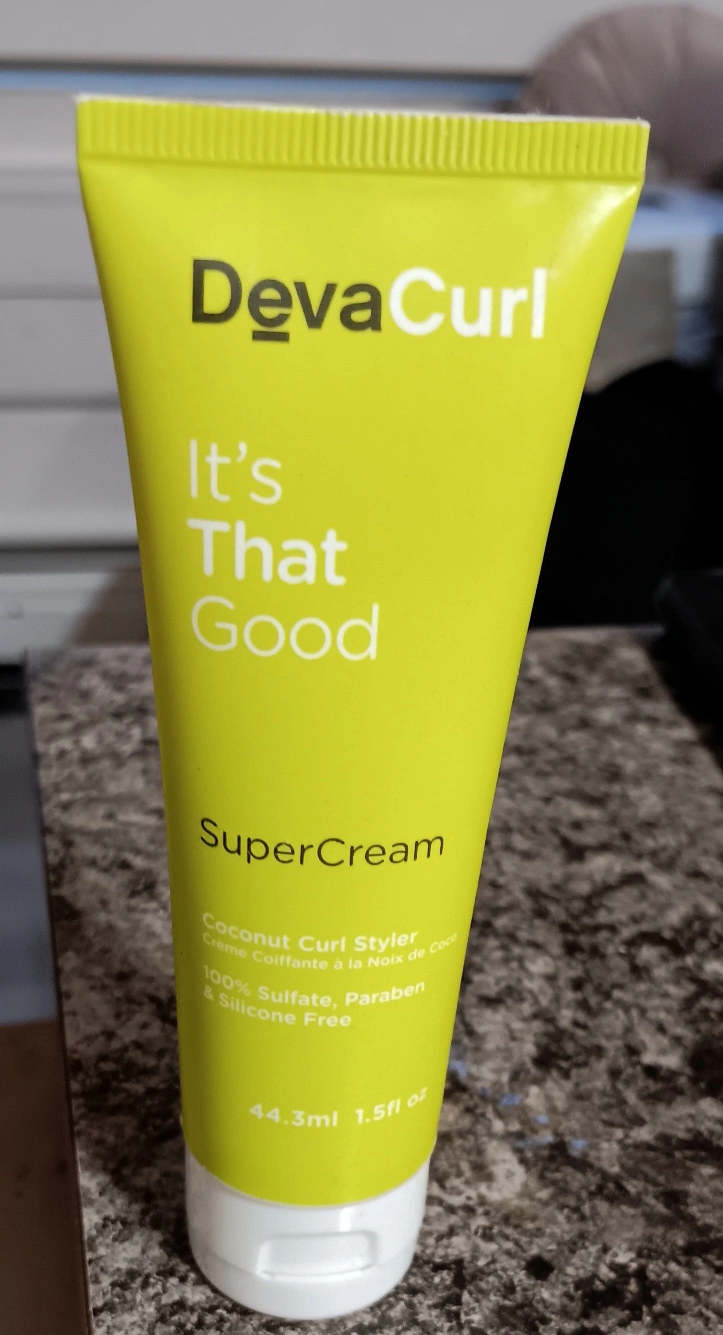 DevaCurl
It's
That
Good
SuperCream
Coconut Curl Styler
Crème Coiffante à la Noix de Coco
100% Sulfate, Paraben
& Silicone Free
44.3ml 1.5fl oz